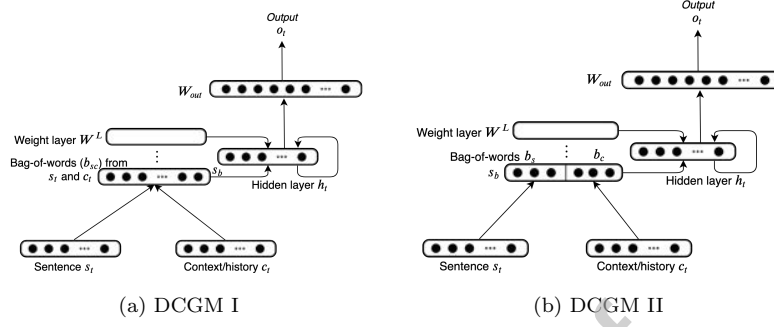 Output
o_t
W_out
Weight layer W^L
Bag-of-words (b_sc) from
s_t and c_t
s_b
Hidden layer h_t
Sentence s_t
Context/history c_t
(a) DCGM I
Output
o_t
W_out
Weight layer W^L
Bag-of-words b_s
b_c
s_b
Hidden layer h_t
Sentence s_t
Context/history c_t
(b) DCGM II